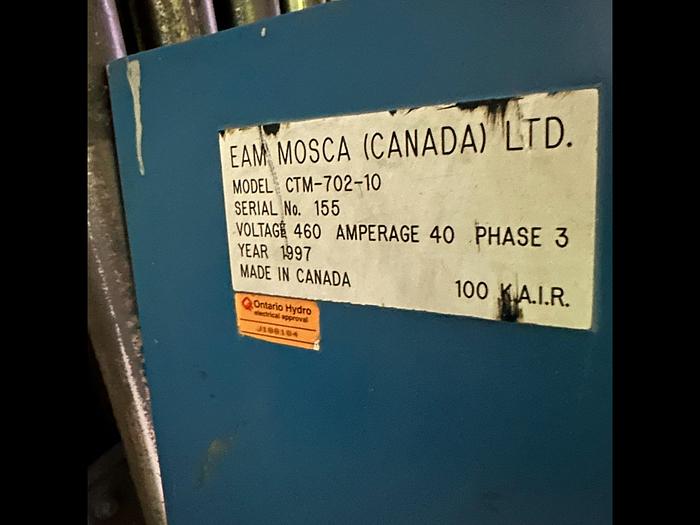 EAM MOSCA (CANADA) LTD.
MODEL CTM-702-10
SERIAL No. 155
VOLTAGE 460 AMPERAGE 40 PHASE 3
YEAR 1997
MADE IN CANADA
100 K.A.I.R.
Ontario Hydro
electrical approval
J188184